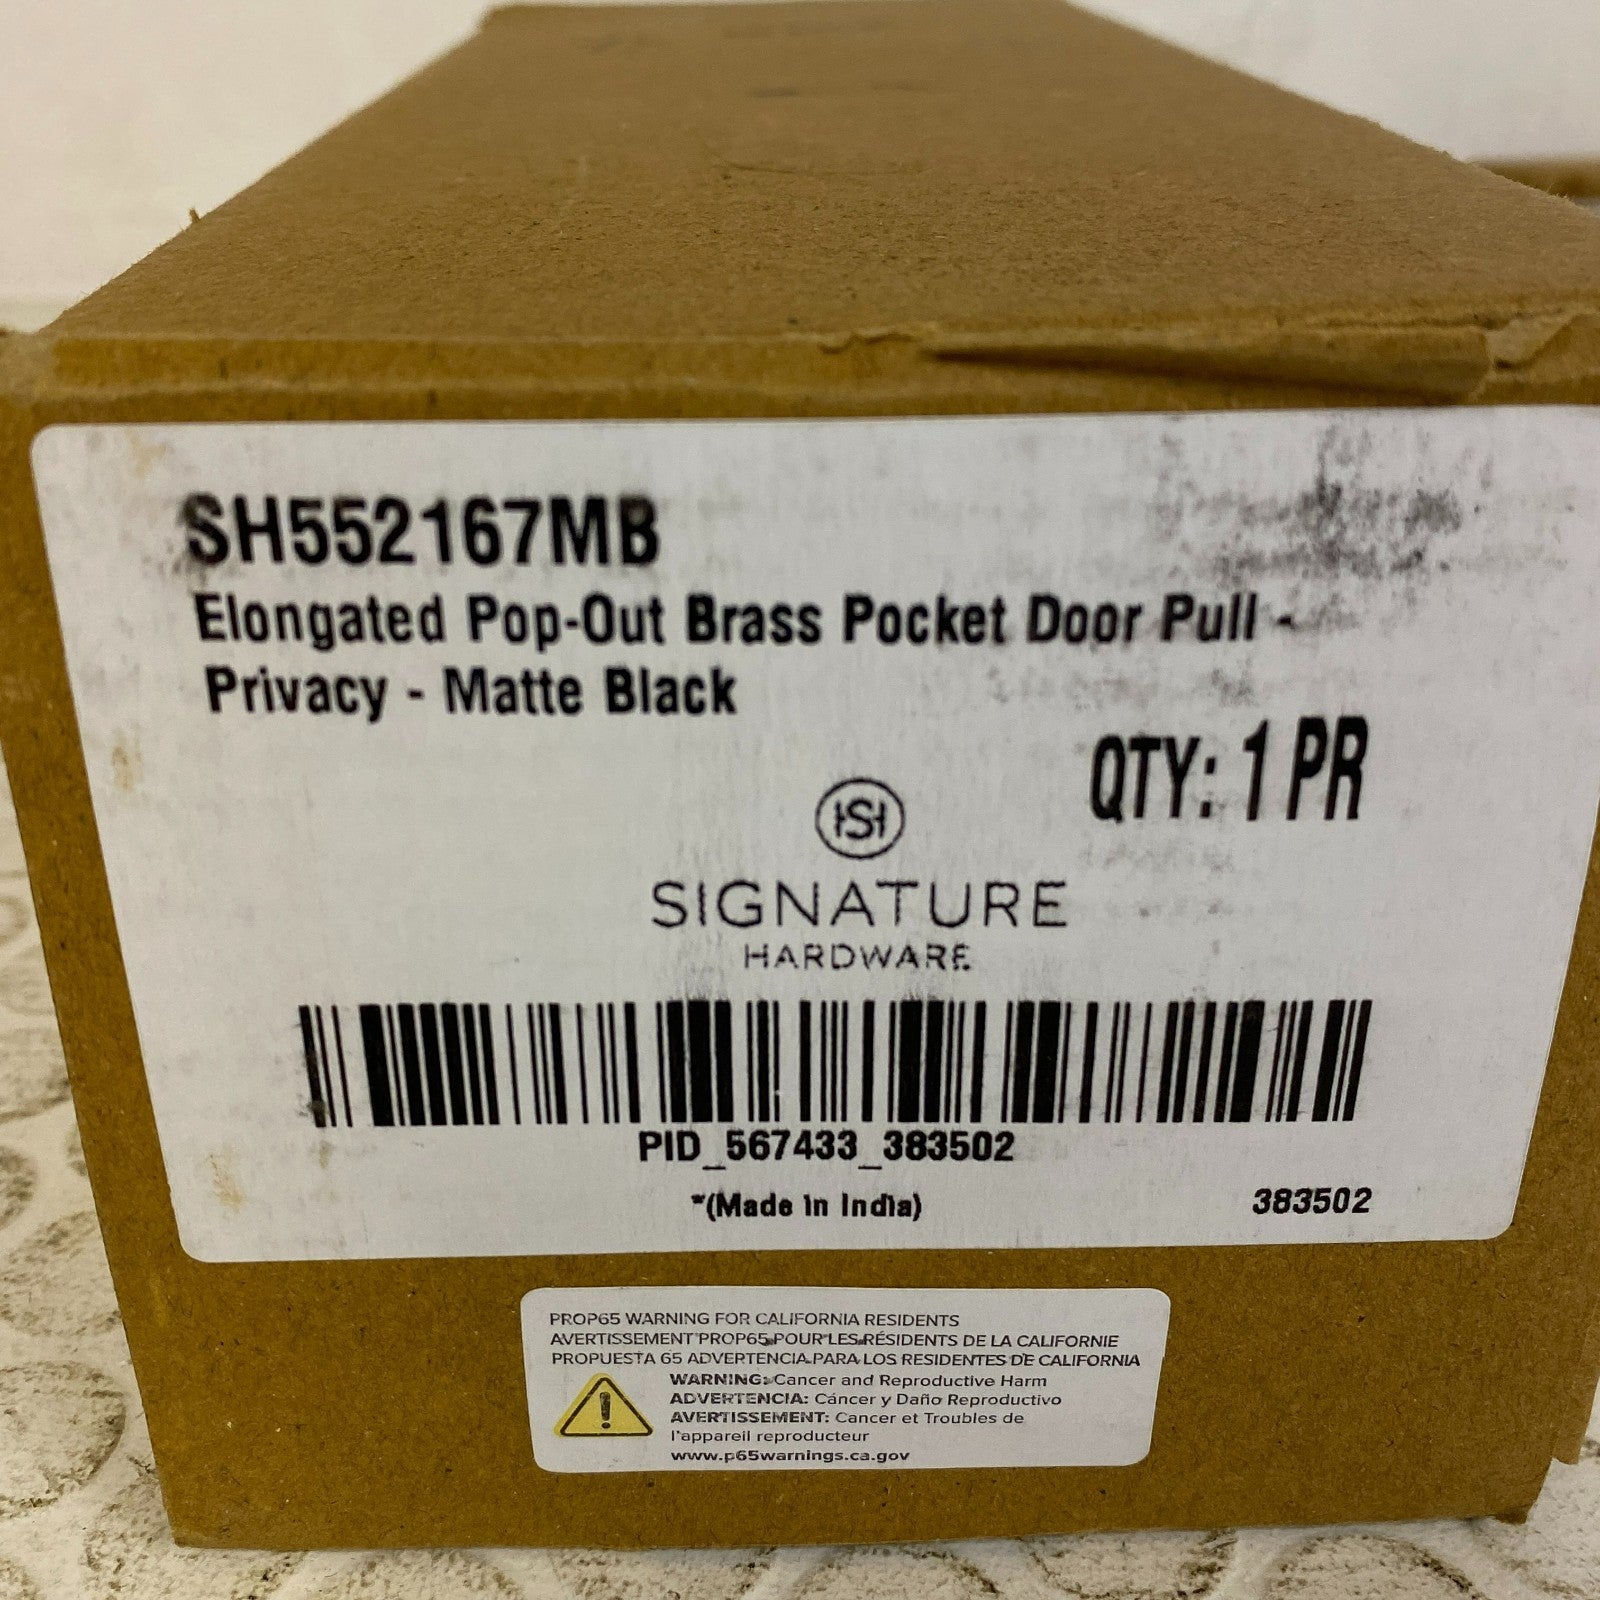 SH552167MB
Elongated Pop-Out Brass Pocket Door Pull -
Privacy - Matte Black
QTY: 1 PR
HSH
SIGNATURE
HARDWARE
PID_567433_383502
*(Made in India)
383502
PROP65 WARNING FOR CALIFORNIA RESIDENTS
AVERTISSEMENT PROP65 POUR LES RÉSIDENTS DE LA CALIFORNIE
PROPUESTA 65 ADVERTENCIA PARA LOS RESIDENTES DE CALIFORNIA
WARNING: Cancer and Reproductive Harm
ADVERTENCIA: Cáncer y Daño Reproductivo
AVERTISSEMENT: Cancer et Troubles de
l'appareil reproducteur
www.p65warnings.ca.gov